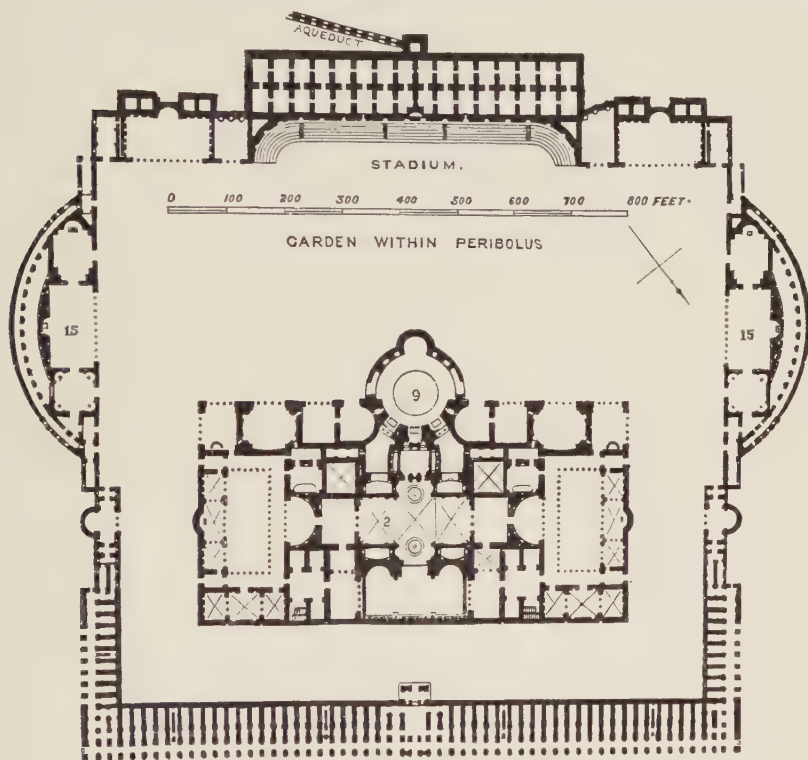 AQUEDUCT
STADIUM.
0 100 200 300 400 500 600 700 800 FEET.
GARDEN WITHIN PERIBOLUS
15 15
9
2